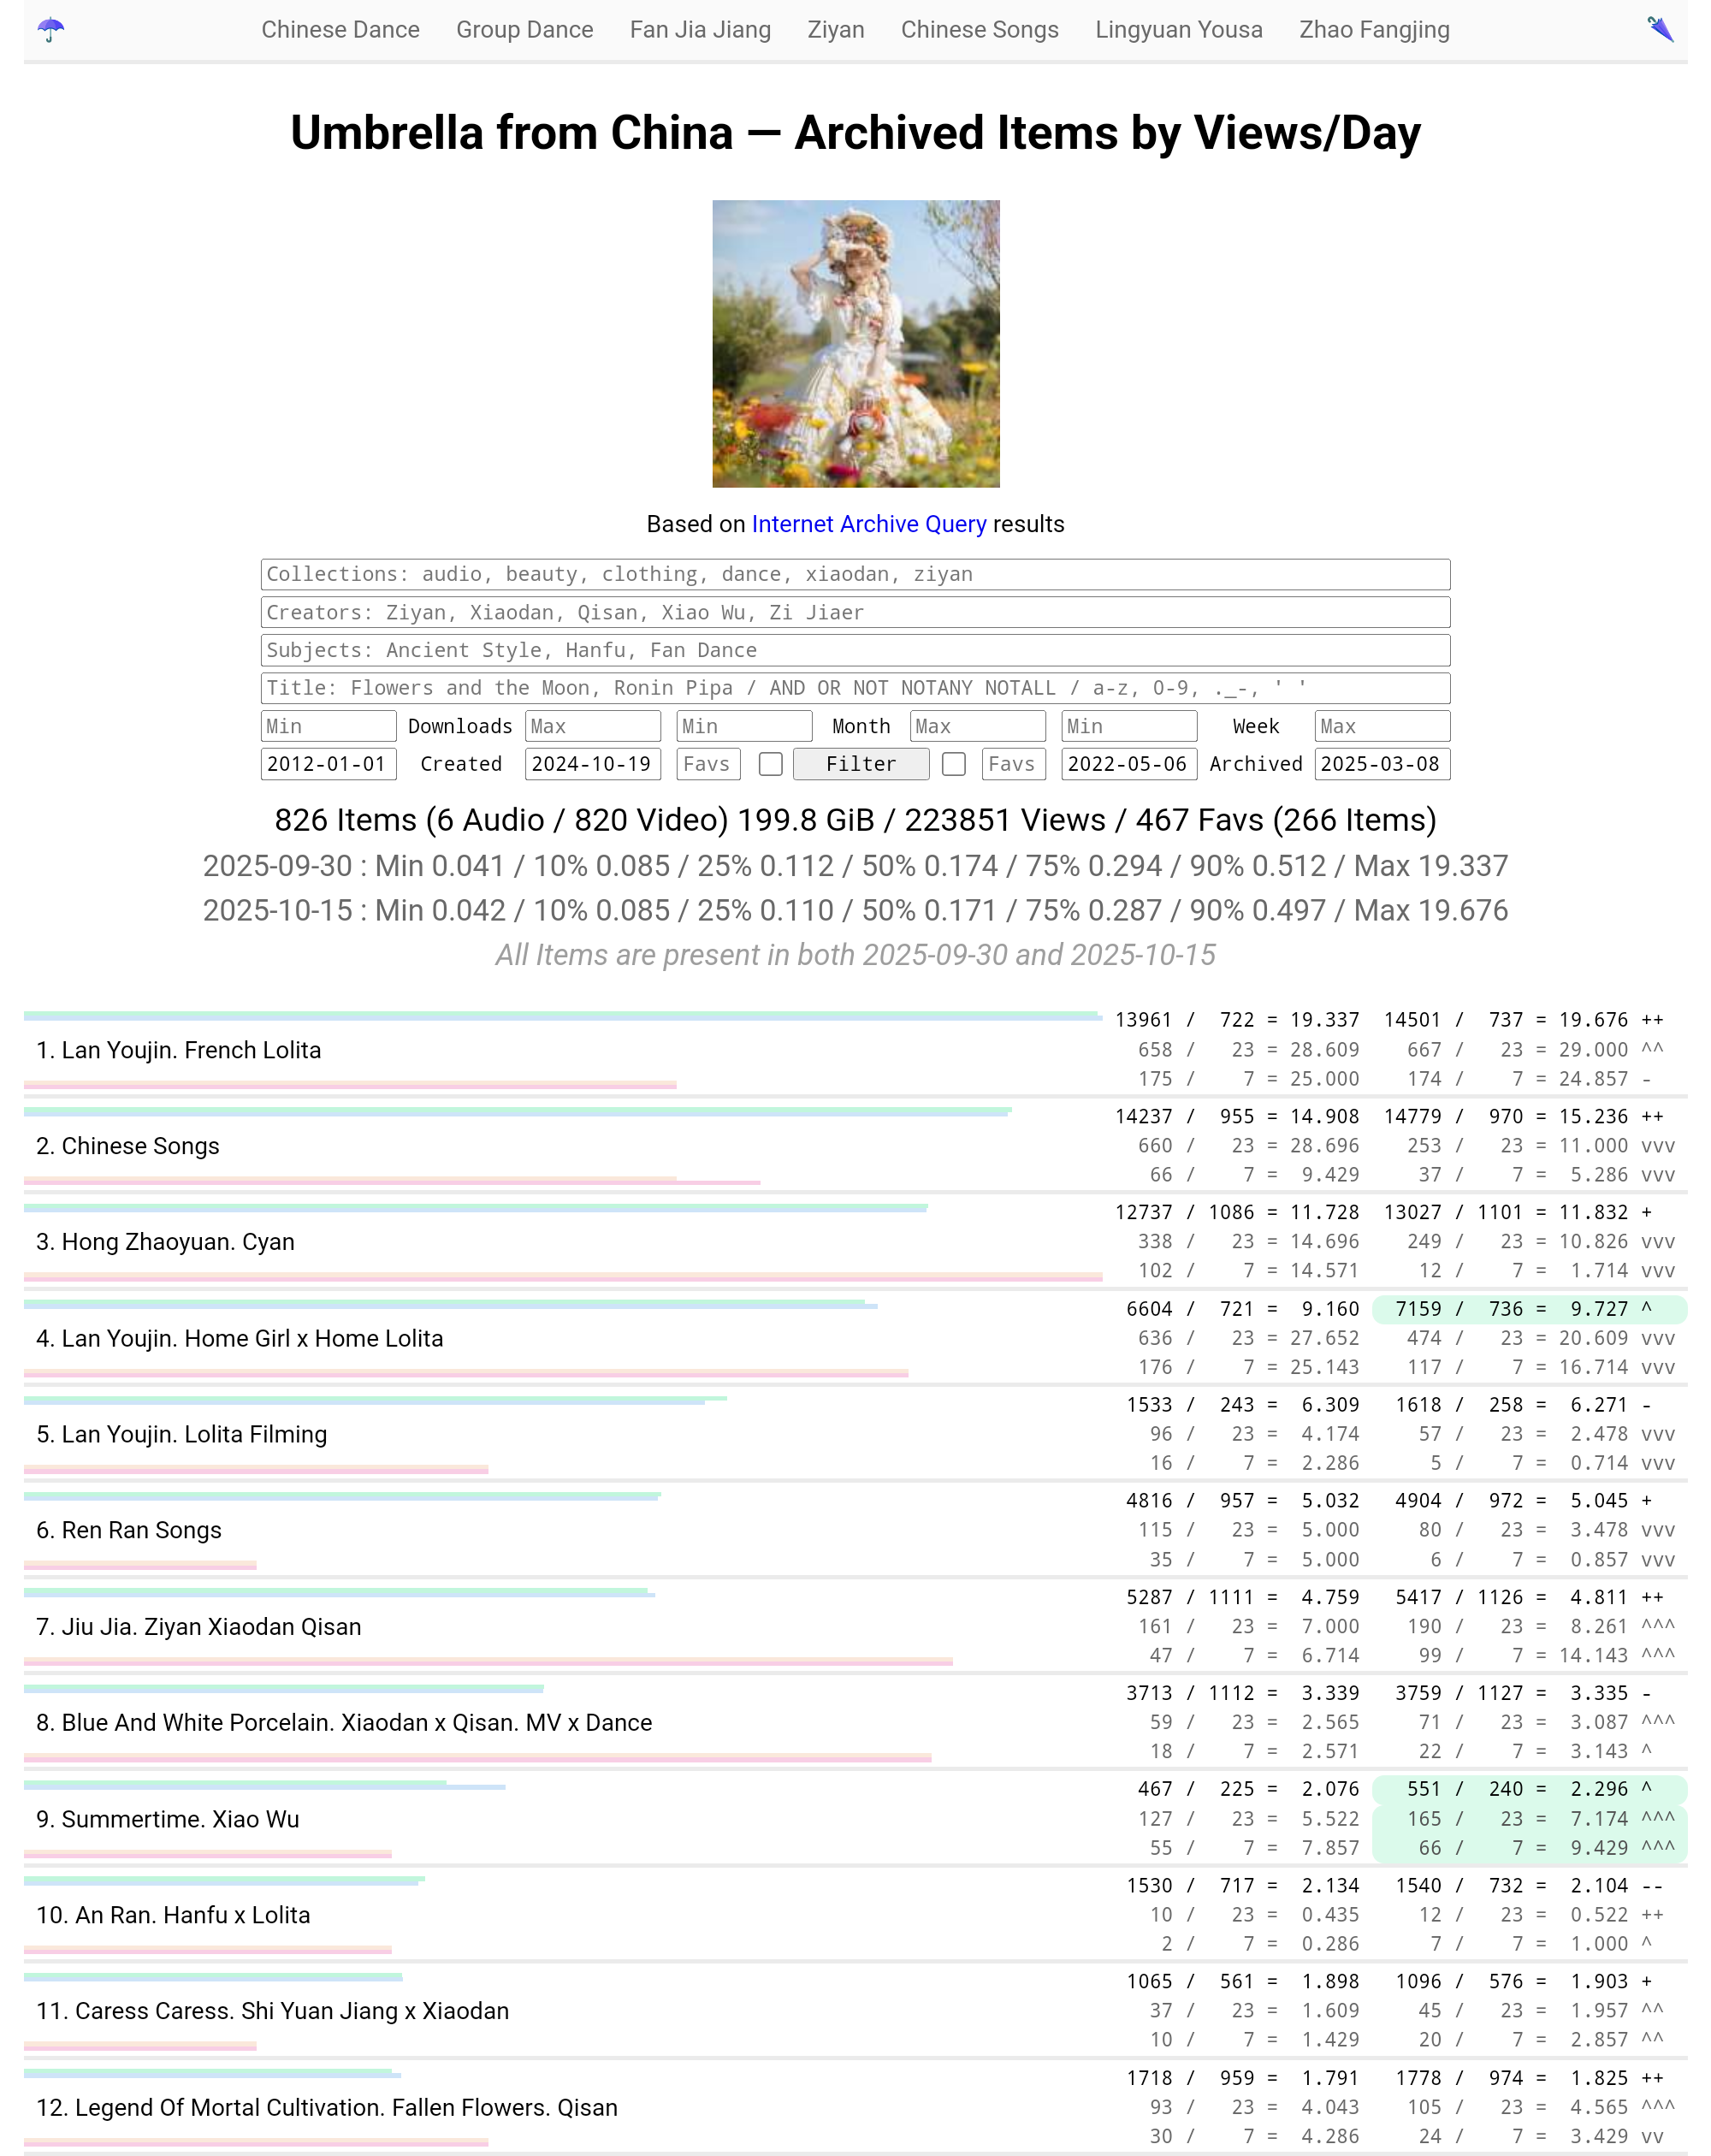 Chinese Dance Group Dance Fan Jia Jiang Ziyan Chinese Songs Lingyuan Yousa Zhao Fangjing
Umbrella from China — Archived Items by Views/Day
Based on Internet Archive Query results
Collections: audio, beauty, clothing, dance, xiaodan, ziyan
Creators: Ziyan, Xiaodan, Qisan, Xiao Wu, Zi Jiaer
Subjects: Ancient Style, Hanfu, Fan Dance
Title: Flowers and the Moon, Ronin Pipa / AND OR NOT NOTANY NOTALL / a-z, 0-9, ._-, ' '
Min Downloads Max Min Month Max Min Week Max
2012-01-01 Created 2024-10-19 Favs Filter Favs 2022-05-06 Archived 2025-03-08
826 Items (6 Audio / 820 Video) 199.8 GiB / 223851 Views / 467 Favs (266 Items)
2025-09-30 : Min 0.041 / 10% 0.085 / 25% 0.112 / 50% 0.174 / 75% 0.294 / 90% 0.512 / Max 19.337
2025-10-15 : Min 0.042 / 10% 0.085 / 25% 0.110 / 50% 0.171 / 75% 0.287 / 90% 0.497 / Max 19.676
All Items are present in both 2025-09-30 and 2025-10-15
13961 / 722 = 19.337 14501 / 737 = 19.676 ++
1. Lan Youjin. French Lolita 658 / 23 = 28.609 667 / 23 = 29.000 ^^
175 / 7 = 25.000 174 / 7 = 24.857 -
14237 / 955 = 14.908 14779 / 970 = 15.236 ++
2. Chinese Songs 660 / 23 = 28.696 253 / 23 = 11.000 vvv
66 / 7 = 9.429 37 / 7 = 5.286 vvv
12737 / 1086 = 11.728 13027 / 1101 = 11.832 +
3. Hong Zhaoyuan. Cyan 338 / 23 = 14.696 249 / 23 = 10.826 vvv
102 / 7 = 14.571 12 / 7 = 1.714 vvv
6604 / 721 = 9.160 7159 / 736 = 9.727 ^
4. Lan Youjin. Home Girl x Home Lolita 636 / 23 = 27.652 474 / 23 = 20.609 vvv
176 / 7 = 25.143 117 / 7 = 16.714 vvv
1533 / 243 = 6.309 1618 / 258 = 6.271 -
5. Lan Youjin. Lolita Filming 96 / 23 = 4.174 57 / 23 = 2.478 vvv
16 / 7 = 2.286 5 / 7 = 0.714 vvv
4816 / 957 = 5.032 4904 / 972 = 5.045 +
6. Ren Ran Songs 115 / 23 = 5.000 80 / 23 = 3.478 vvv
35 / 7 = 5.000 6 / 7 = 0.857 vvv
5287 / 1111 = 4.759 5417 / 1126 = 4.811 ++
7. Jiu Jia. Ziyan Xiaodan Qisan 161 / 23 = 7.000 190 / 23 = 8.261 ^^^
47 / 7 = 6.714 99 / 7 = 14.143 ^^^
3713 / 1112 = 3.339 3759 / 1127 = 3.335 -
8. Blue And White Porcelain. Xiaodan x Qisan. MV x Dance 59 / 23 = 2.565 71 / 23 = 3.087 ^^^
18 / 7 = 2.571 22 / 7 = 3.143 ^
467 / 225 = 2.076 551 / 240 = 2.296 ^
9. Summertime. Xiao Wu 127 / 23 = 5.522 165 / 23 = 7.174 ^^^
55 / 7 = 7.857 66 / 7 = 9.429 ^^^
1530 / 717 = 2.134 1540 / 732 = 2.104 --
10. An Ran. Hanfu x Lolita 10 / 23 = 0.435 12 / 23 = 0.522 ++
2 / 7 = 0.286 7 / 7 = 1.000 ^
1065 / 561 = 1.898 1096 / 576 = 1.903 +
11. Caress Caress. Shi Yuan Jiang x Xiaodan 37 / 23 = 1.609 45 / 23 = 1.957 ^^
10 / 7 = 1.429 20 / 7 = 2.857 ^^
1718 / 959 = 1.791 1778 / 974 = 1.825 ++
12. Legend Of Mortal Cultivation. Fallen Flowers. Qisan 93 / 23 = 4.043 105 / 23 = 4.565 ^^^
30 / 7 = 4.286 24 / 7 = 3.429 vv